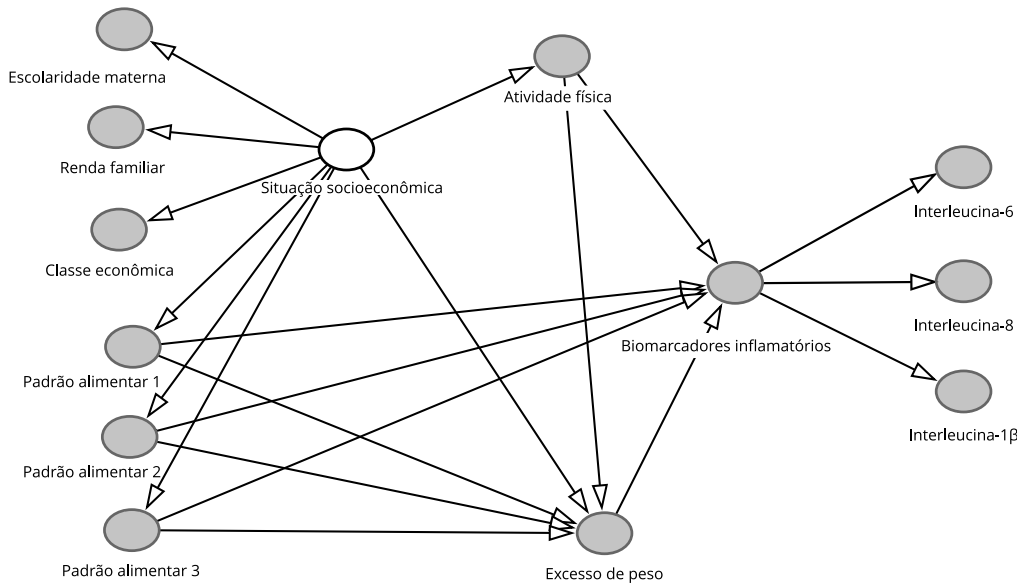 Escolaridade materna
Atividade física
Renda familiar
Situação socioeconômica
Interleucina-6
Classe econômica
Interleucina-8
Biomarcadores inflamatórios
Padrão alimentar 1
Interleucina-1β
Padrão alimentar 2
Padrão alimentar 3
Excesso de peso